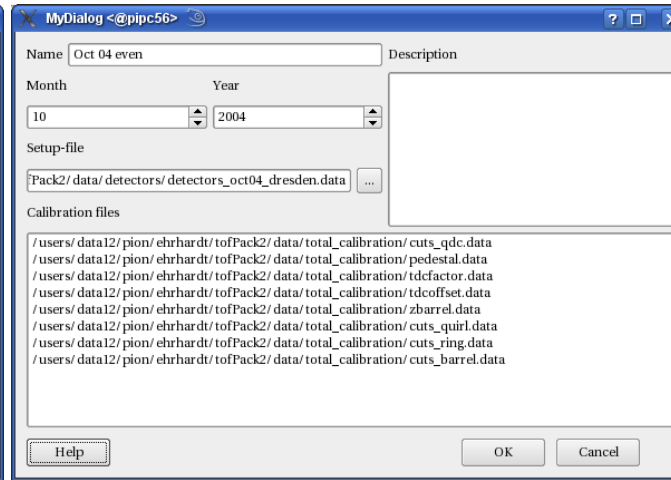 MyDialog <@pipc56>
Name Oct 04 even
Description
Month Year
10 2004
Setup-file
fPack2/data/detectors/detectors_oct04_dresden.data ...
Calibration files
/users/data12/pion/ehrhardt/tofPack2/data/total_calibration/cuts_qdc.data
/users/data12/pion/ehrhardt/tofPack2/data/total_calibration/pedestal.data
/users/data12/pion/ehrhardt/tofPack2/data/total_calibration/tdcfactor.data
/users/data12/pion/ehrhardt/tofPack2/data/total_calibration/tdcoffset.data
/users/data12/pion/ehrhardt/tofPack2/data/total_calibration/zbarrel.data
/users/data12/pion/ehrhardt/tofPack2/data/total_calibration/cuts_quirl.data
/users/data12/pion/ehrhardt/tofPack2/data/total_calibration/cuts_ring.data
/users/data12/pion/ehrhardt/tofPack2/data/total_calibration/cuts_barrel.data
Help OK Cancel